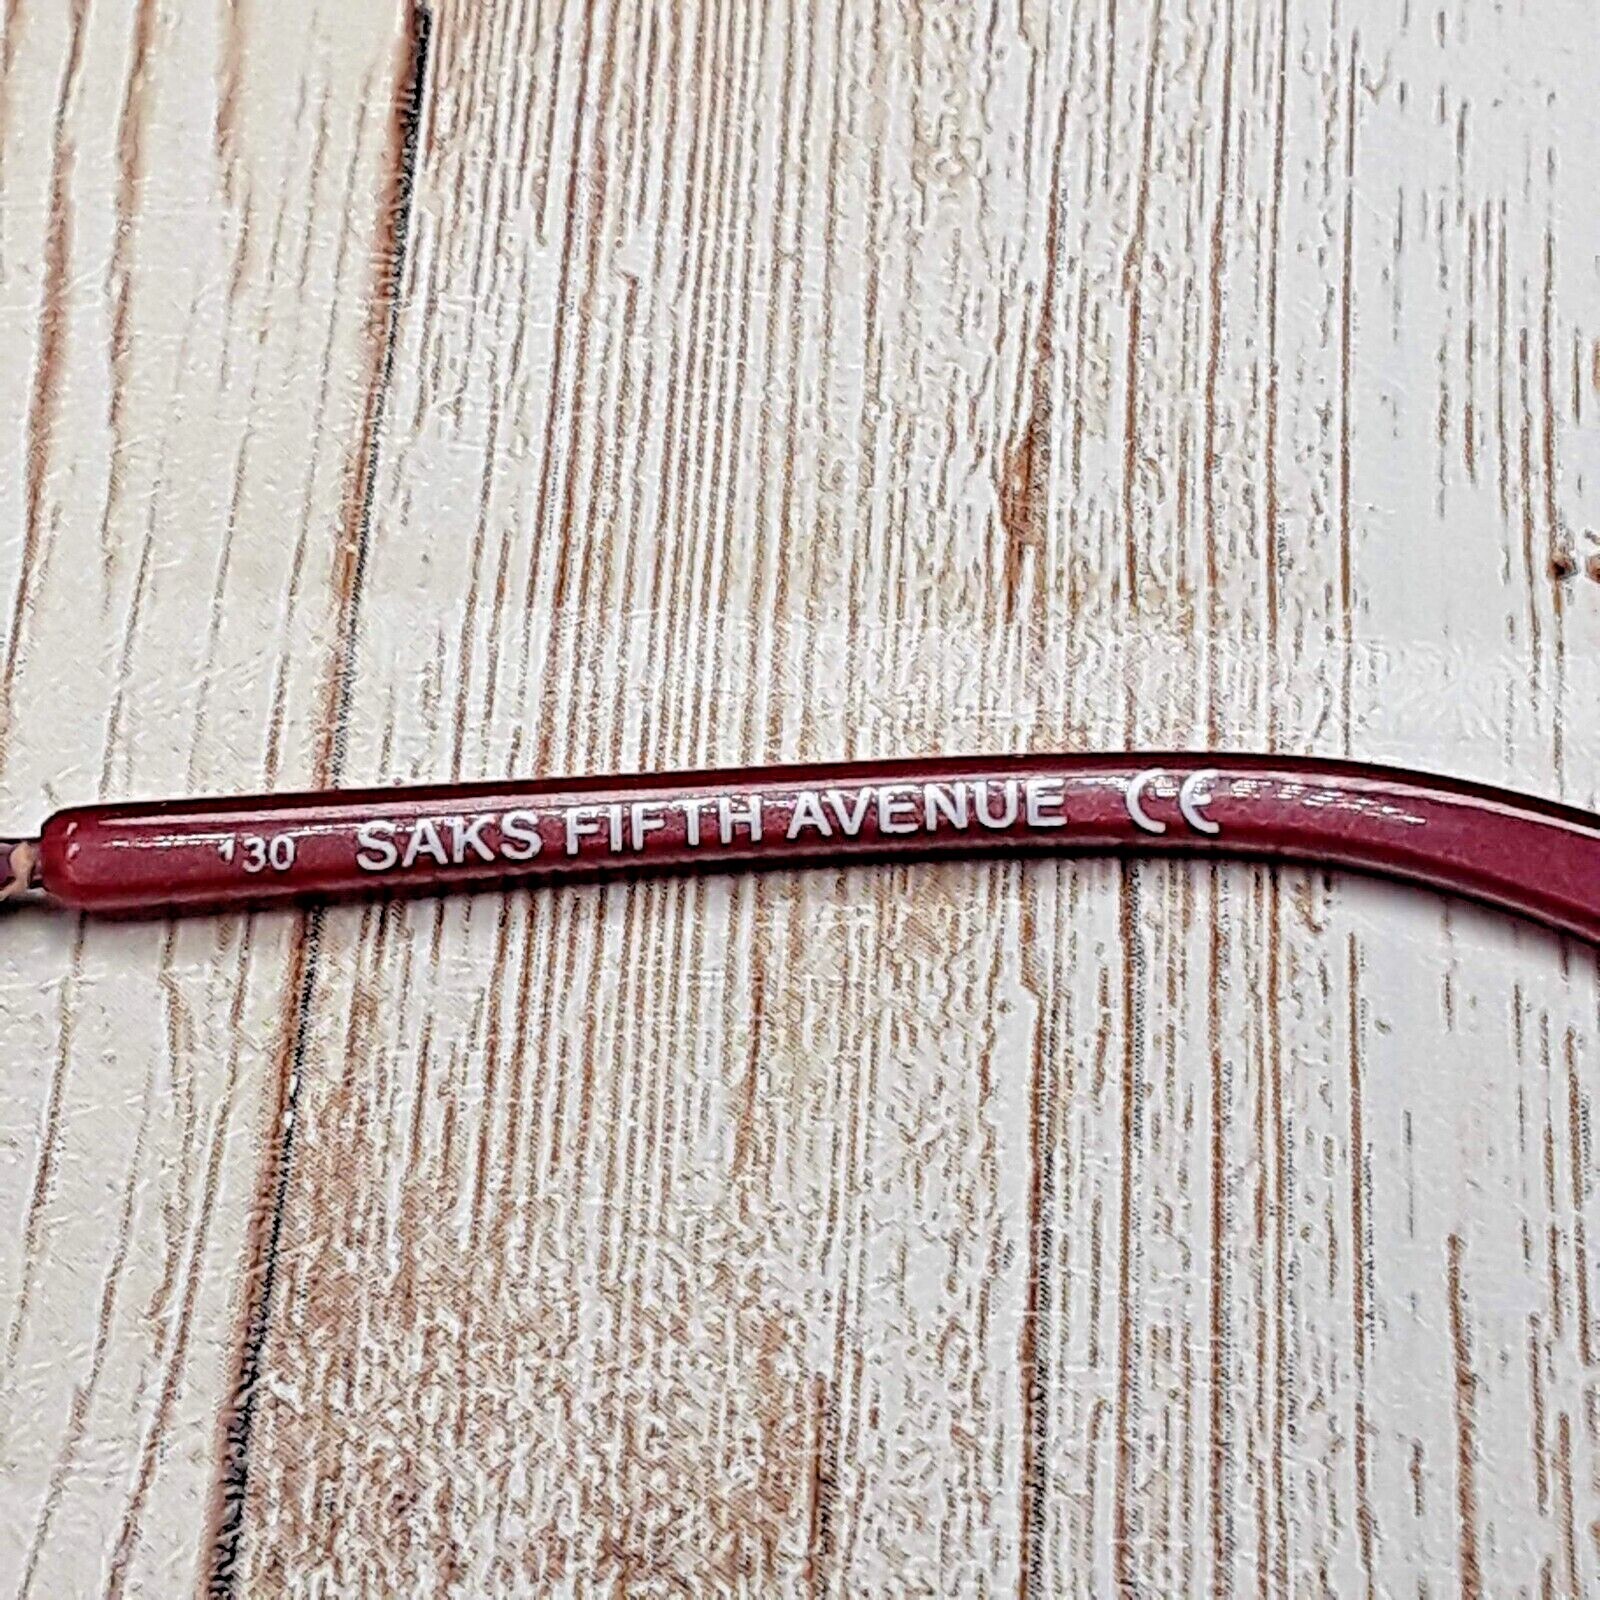 130 SAKS FIFTH AVENUE CE